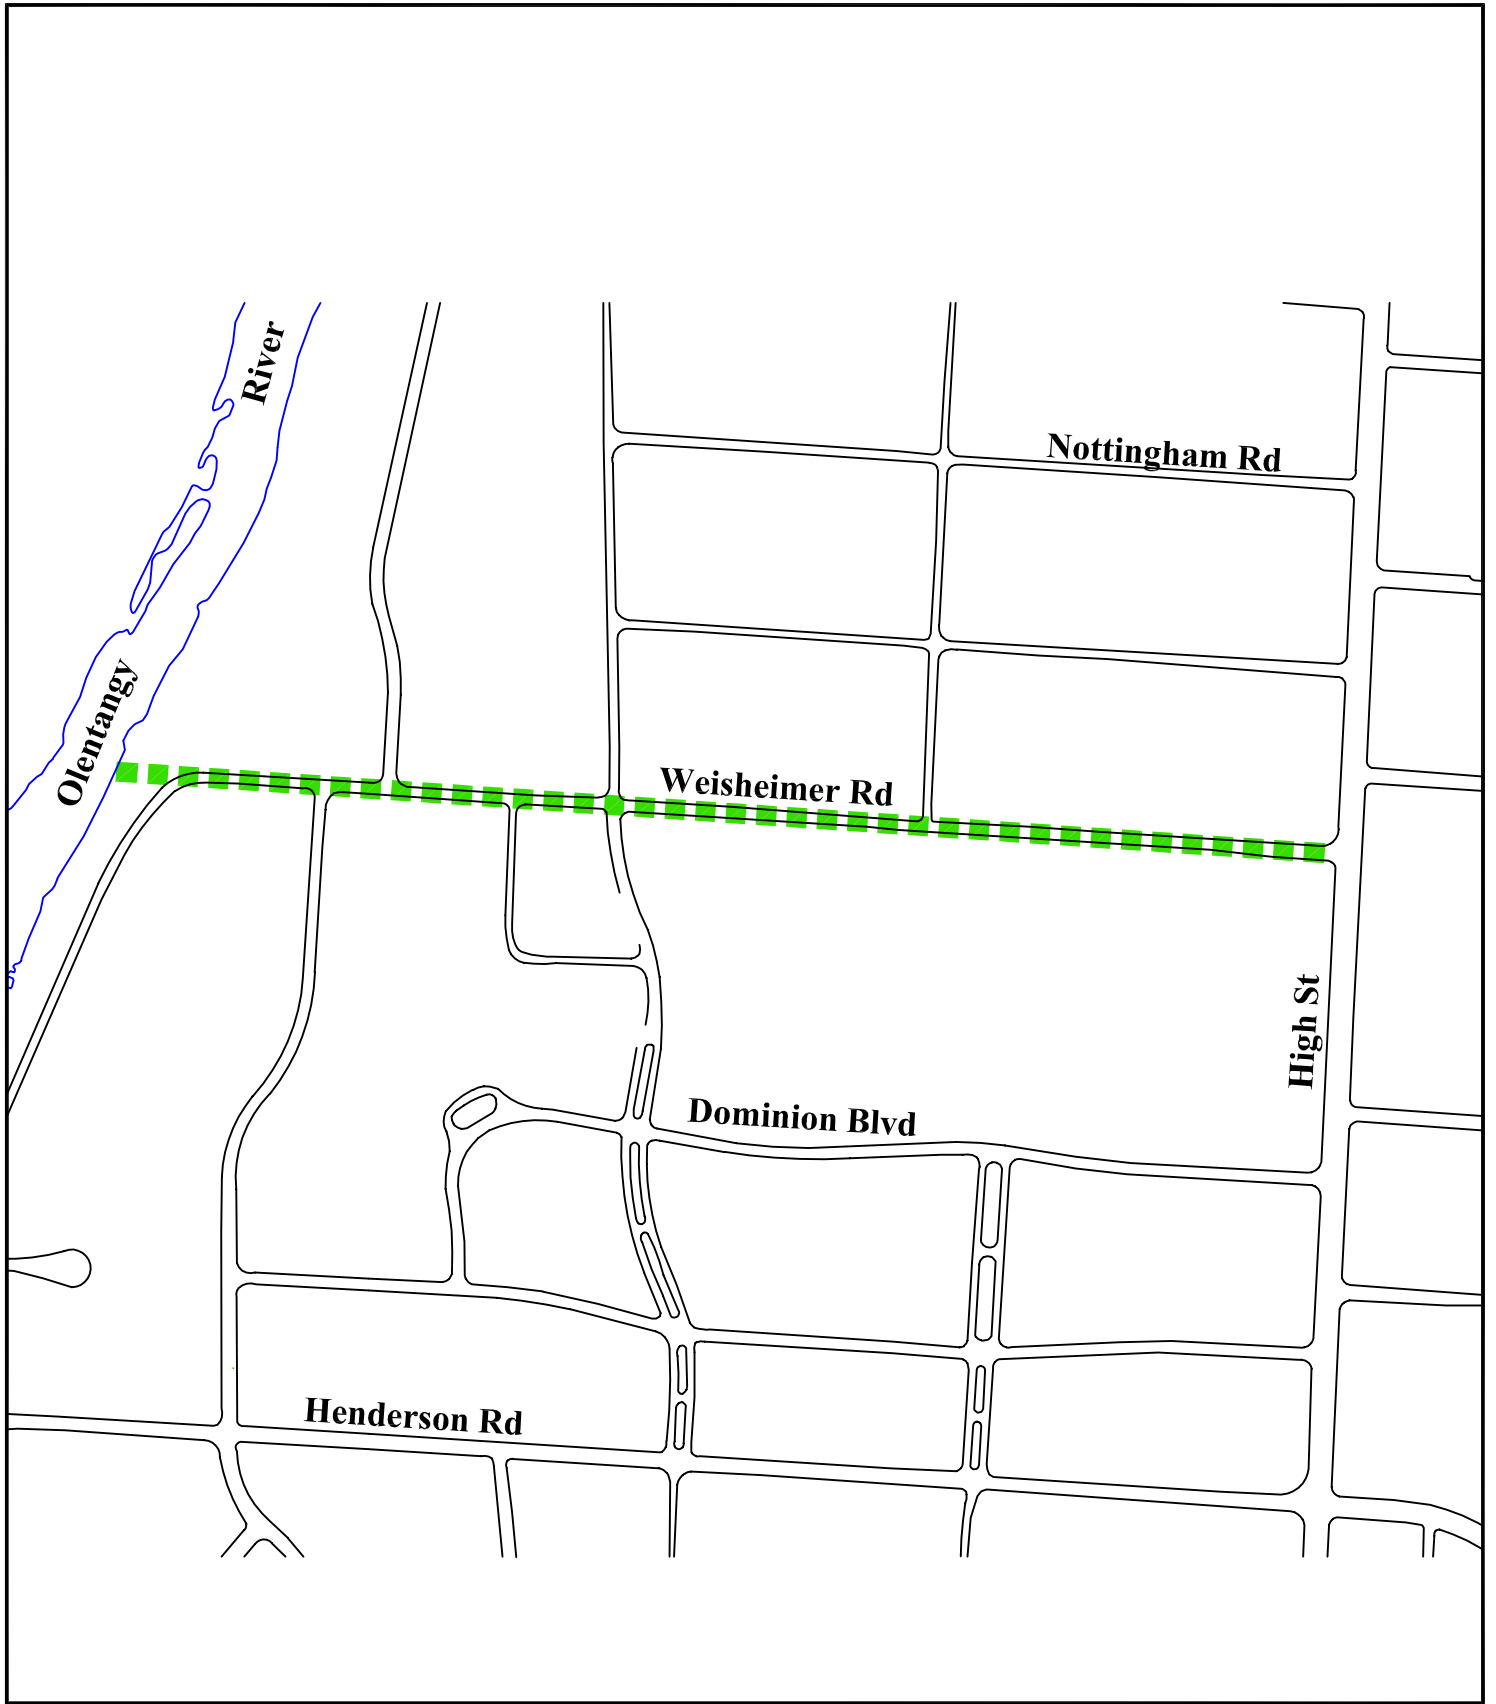 River
Nottingham Rd
Olentangy
Weisheimer Rd
High St
Dominion Blvd
Henderson Rd